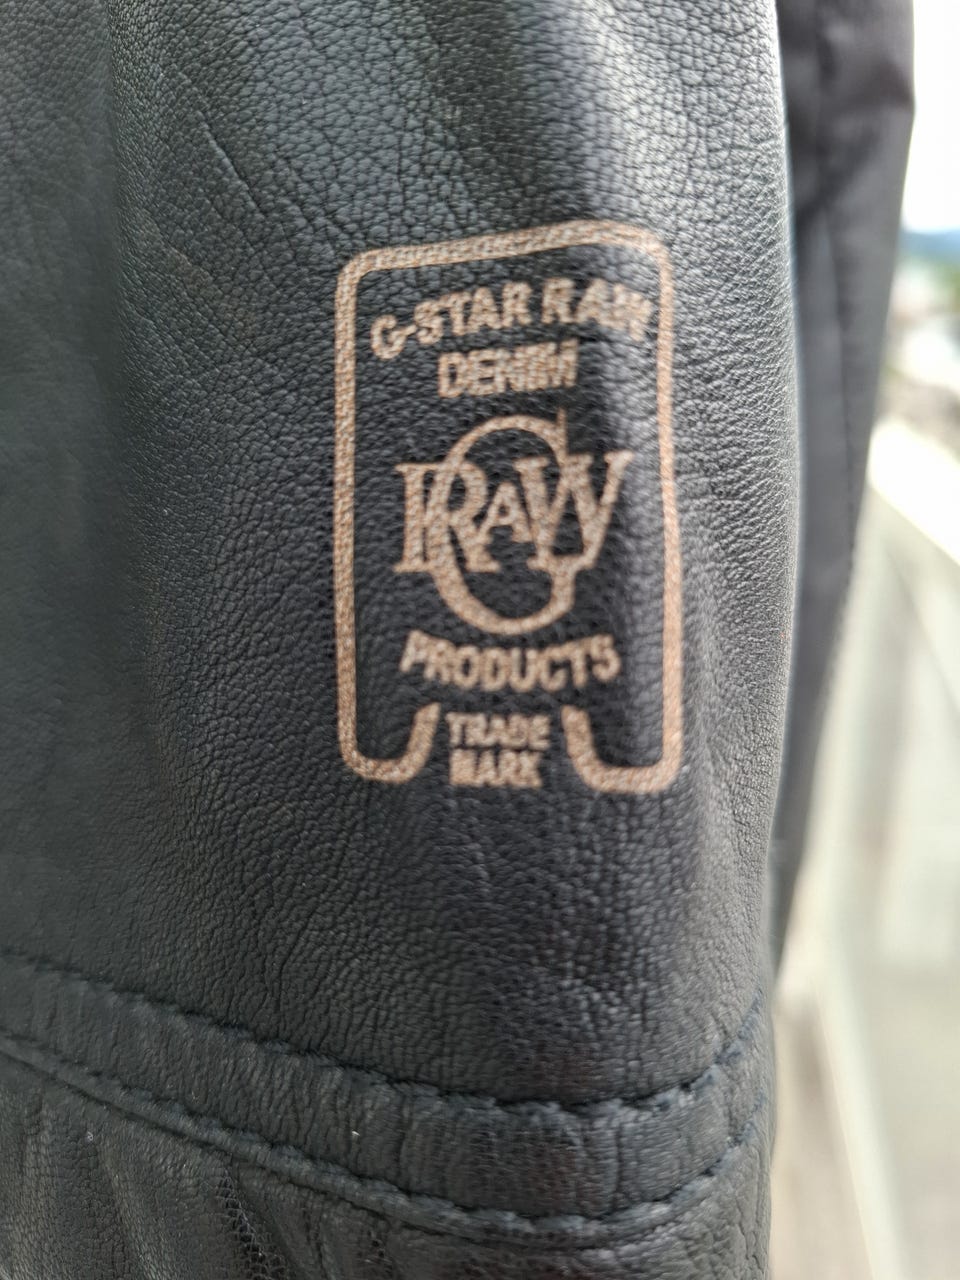 G-STAR RAW
DENIM
G
RAW
PRODUCTS
TRADE
MARK